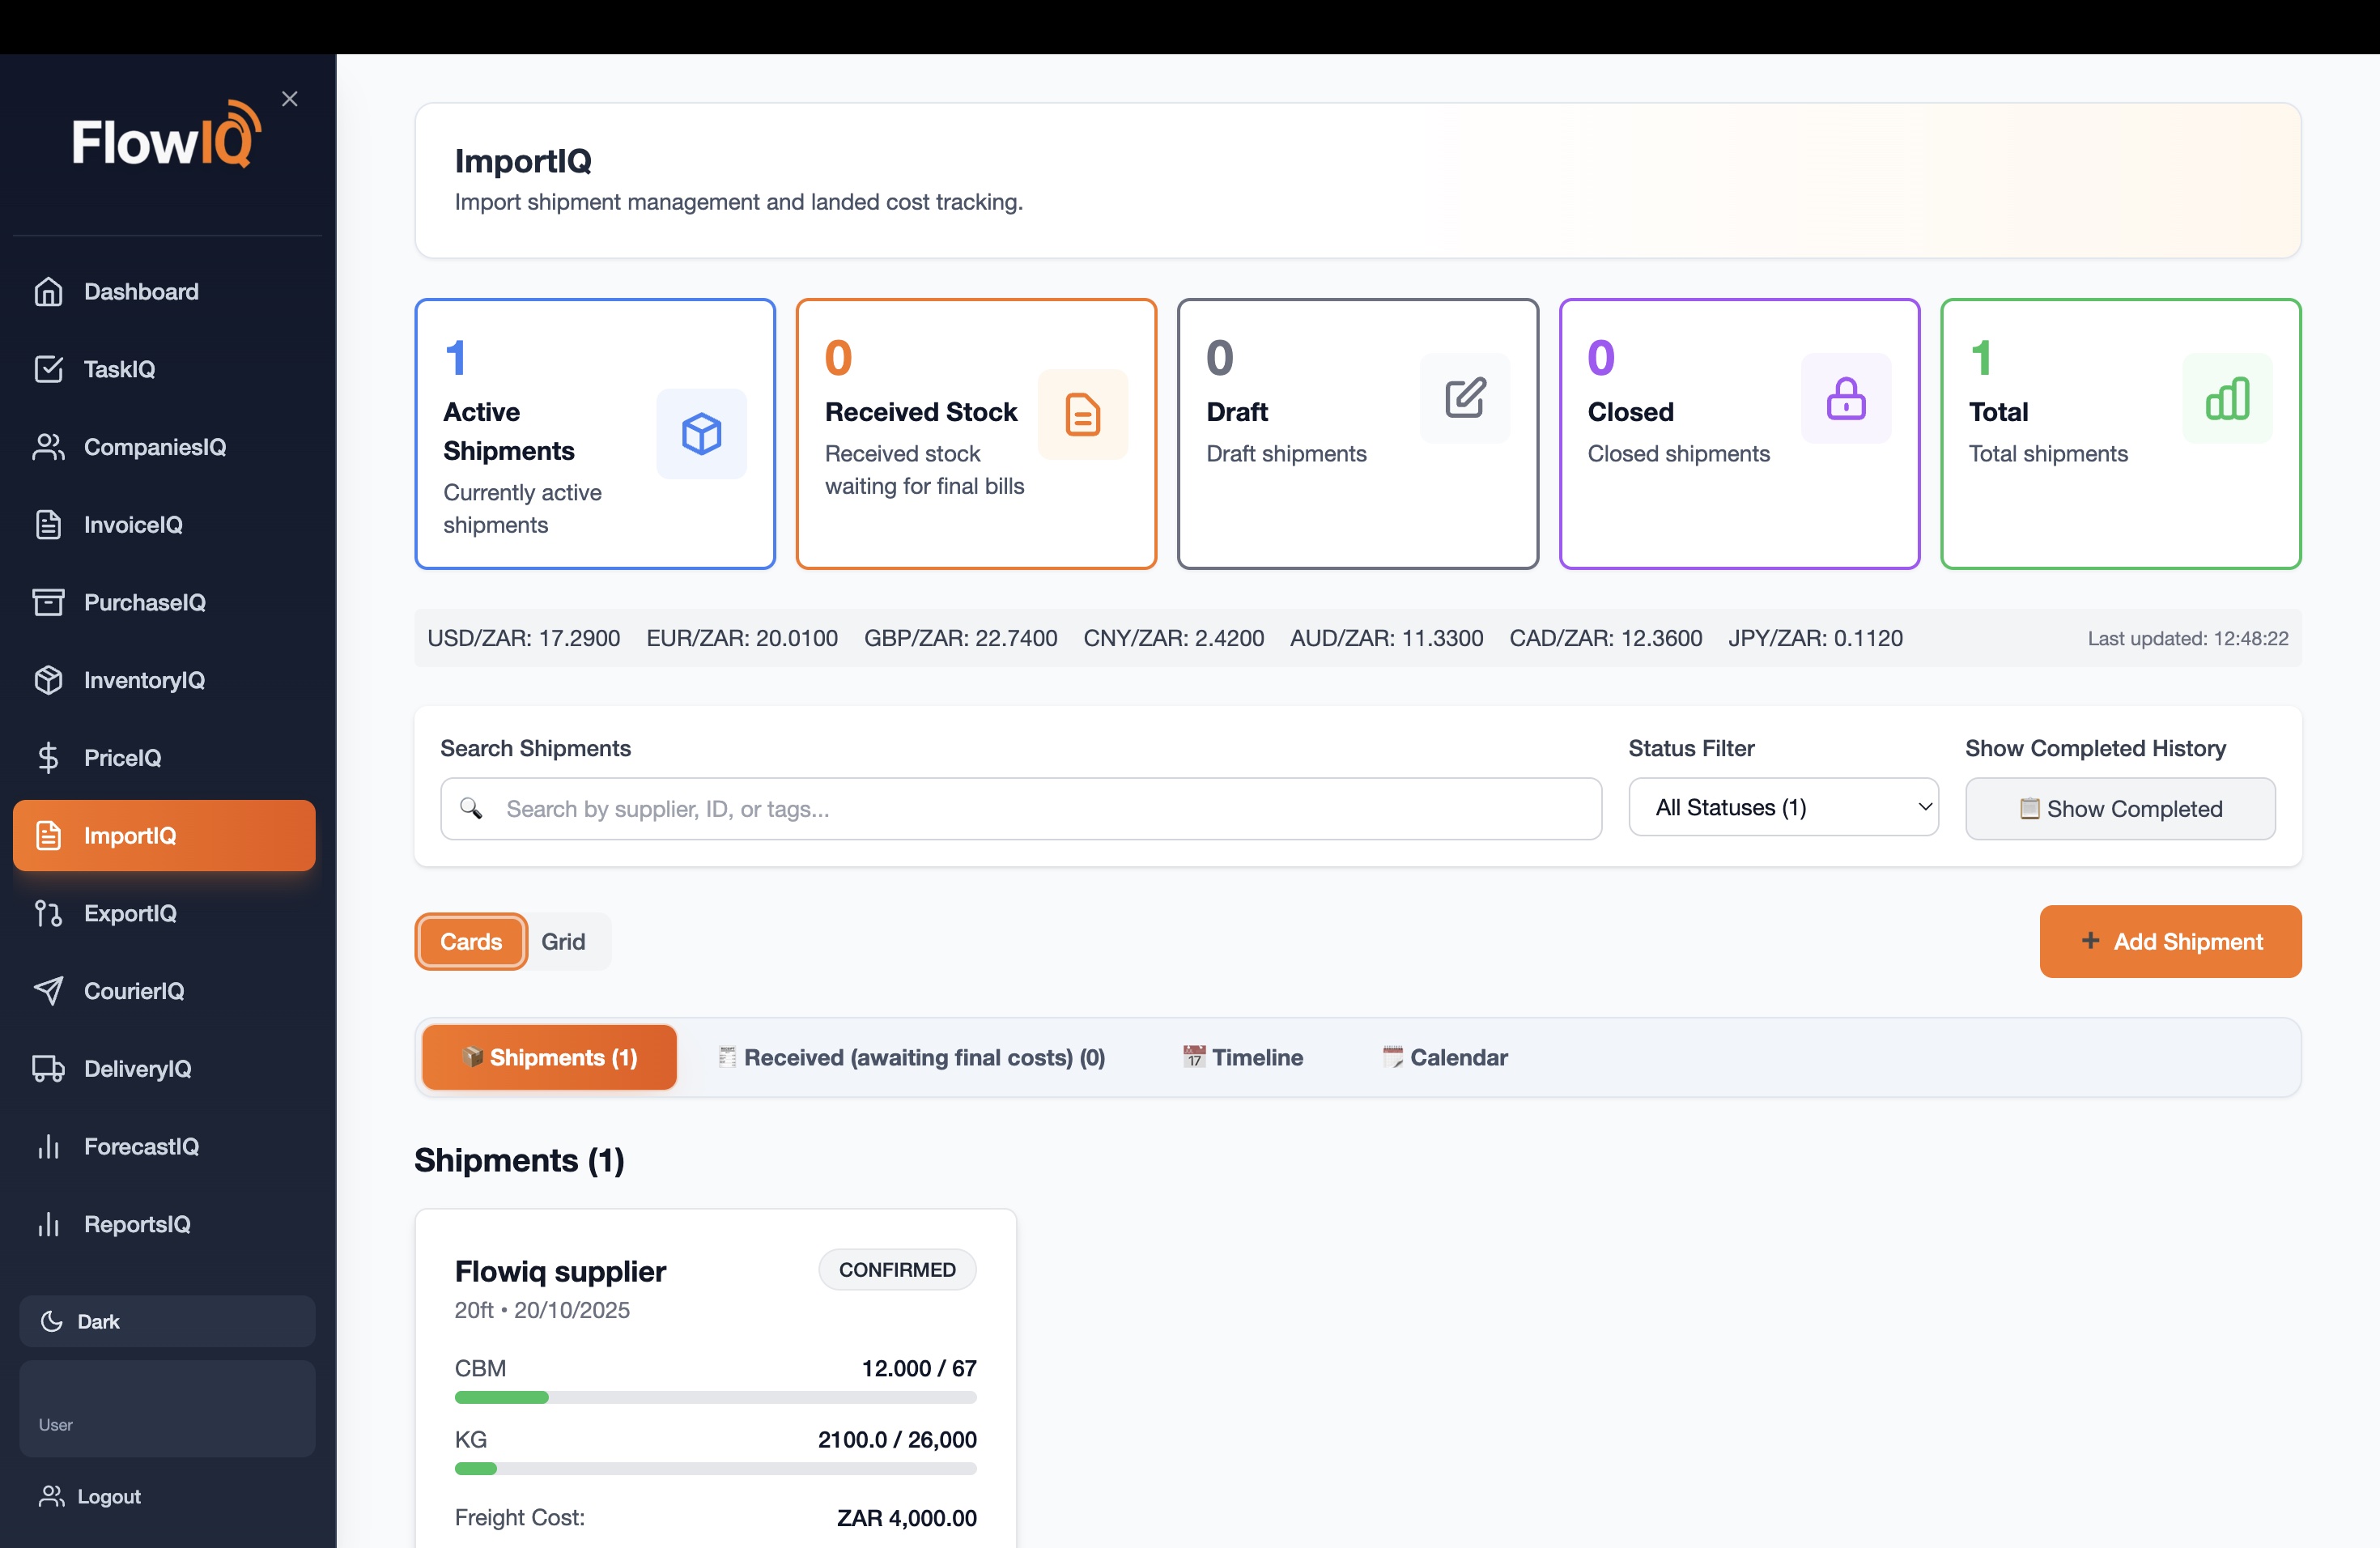 FlowIQ
Dashboard
TaskIQ
CompaniesIQ
InvoiceIQ
PurchaseIQ
InventoryIQ
PriceIQ
ImportIQ
ExportIQ
CourierIQ
DeliveryIQ
ForecastIQ
ReportsIQ
Dark
User
Logout
ImportIQ
Import shipment management and landed cost tracking.
1
Active
Shipments
Currently active
shipments
0
Received Stock
Received stock
waiting for final bills
0
Draft
Draft shipments
0
Closed
Closed shipments
1
Total
Total shipments
USD/ZAR: 17.2900 EUR/ZAR: 20.0100 GBP/ZAR: 22.7400 CNY/ZAR: 2.4200 AUD/ZAR: 11.3300 CAD/ZAR: 12.3600 JPY/ZAR: 0.1120 Last updated: 12:48:22
Search Shipments
Search by supplier, ID, or tags...
Status Filter
All Statuses (1)
Show Completed History
Show Completed
Cards Grid
+ Add Shipment
Shipments (1) Received (awaiting final costs) (0) 17 Timeline Calendar
Shipments (1)
Flowiq supplier CONFIRMED
20ft • 20/10/2025
CBM 12.000 / 67
KG 2100.0 / 26,000
Freight Cost: ZAR 4,000.00